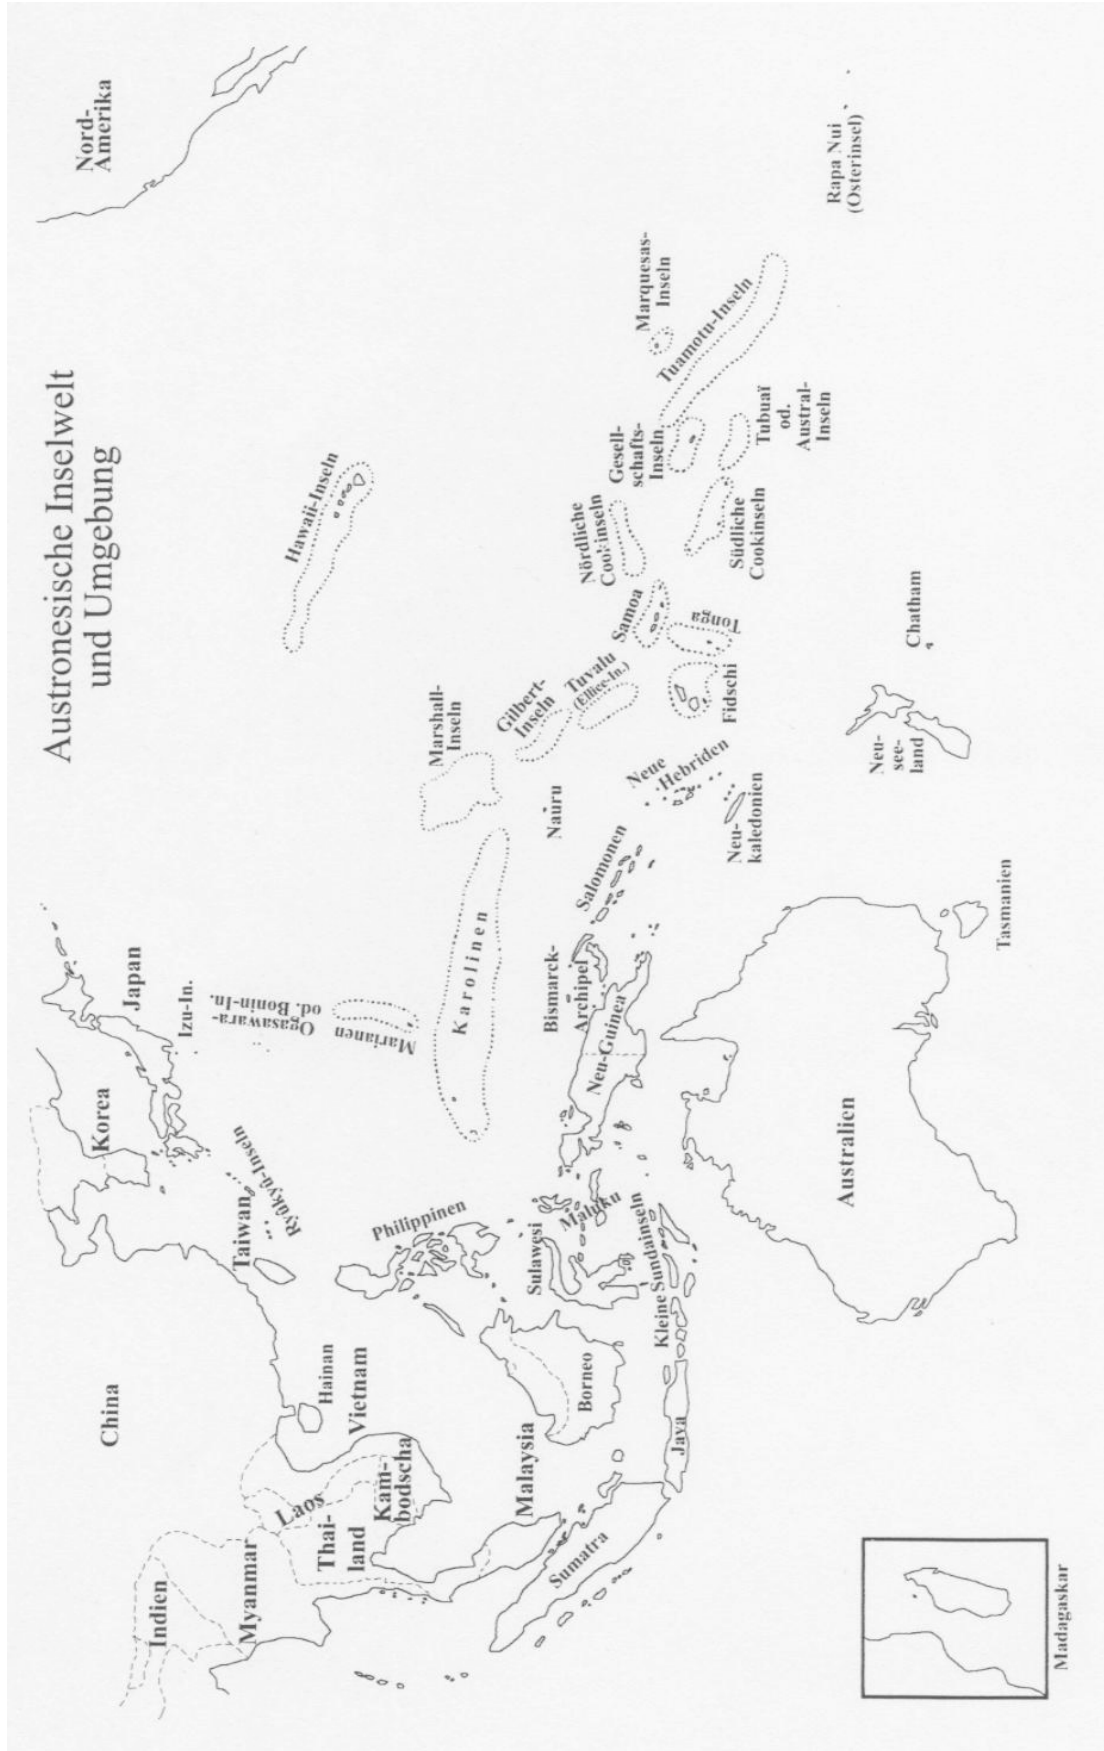 Austronesische Inselwelt
und Umgebung
Nord-
Amerika
China
Korea
Japan
Izu-In.
Ogasawara-
od. Bonin-In.
Marianen
Hawaii-Inseln
Indien
Myanmar
Laos
Thai-
land
Kam-
bodscha
Vietnam
Hainan
Taiwan
Ryūkyū-Inseln
Philippinen
Karolinen
Marshall-
Inseln
Gilbert-
Inseln
Tuvalu
(Ellice-In.)
Nauru
Malaysia
Borneo
Sumatra
Java
Sulawesi
Maluku
Kleine Sundainseln
Bismarck-
Archipel
Neu-Guinea
Salomonen
Neue
Hebriden
Neu-
kaledonien
Fidschi
Samoa
Tonga
Nördliche
Cookinseln
Südliche
Cookinseln
Gesell-
schafts-
Inseln
Marquesas-
Inseln
Tuamotu-Inseln
Tubuaï
od.
Austral-
Inseln
Rapa Nui
(Osterinsel)
Australien
Tasmanien
Neu-
see-
land
Chatham
Madagaskar